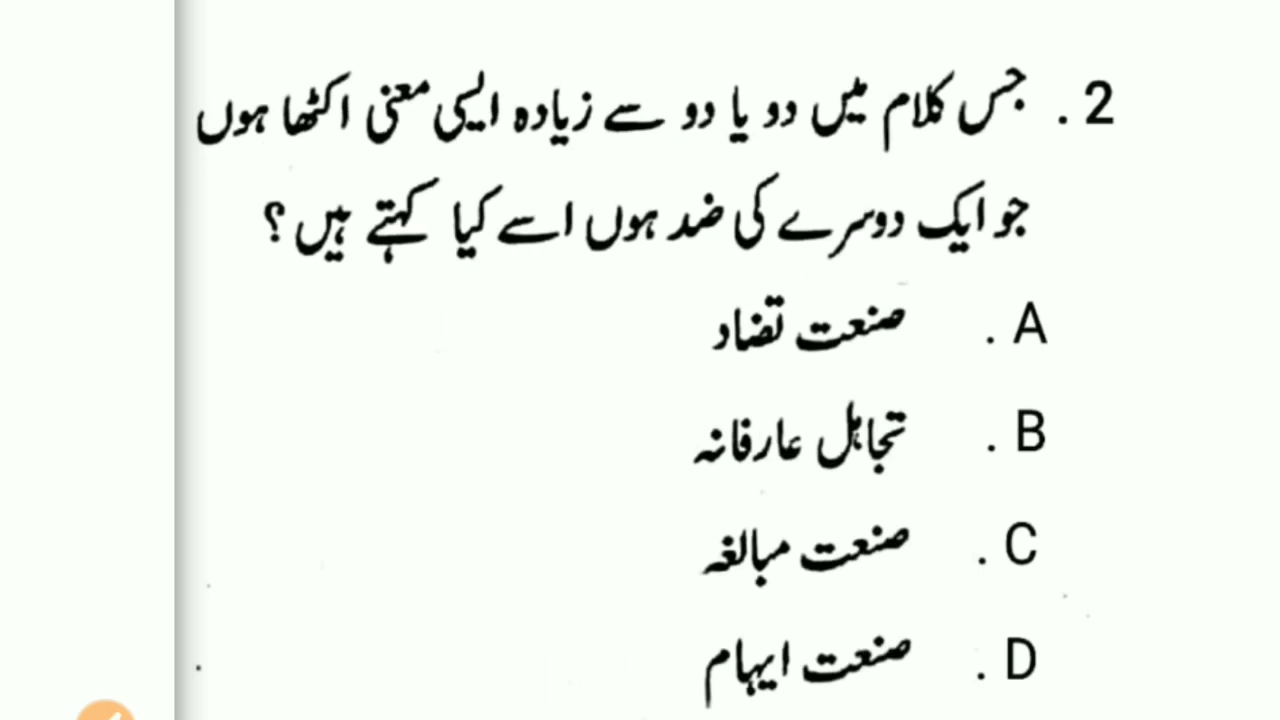 2. جس کلام میں دو یا دو سے زیادہ ایسی معنی اکٹھا ہوں
جو ایک دوسرے کی ضد ہوں اسے کیا کہتے ہیں؟
A. صنعت تضاد
B. تجاہل عارفانہ
C. صنعت مبالغہ
D. صنعت ایہام